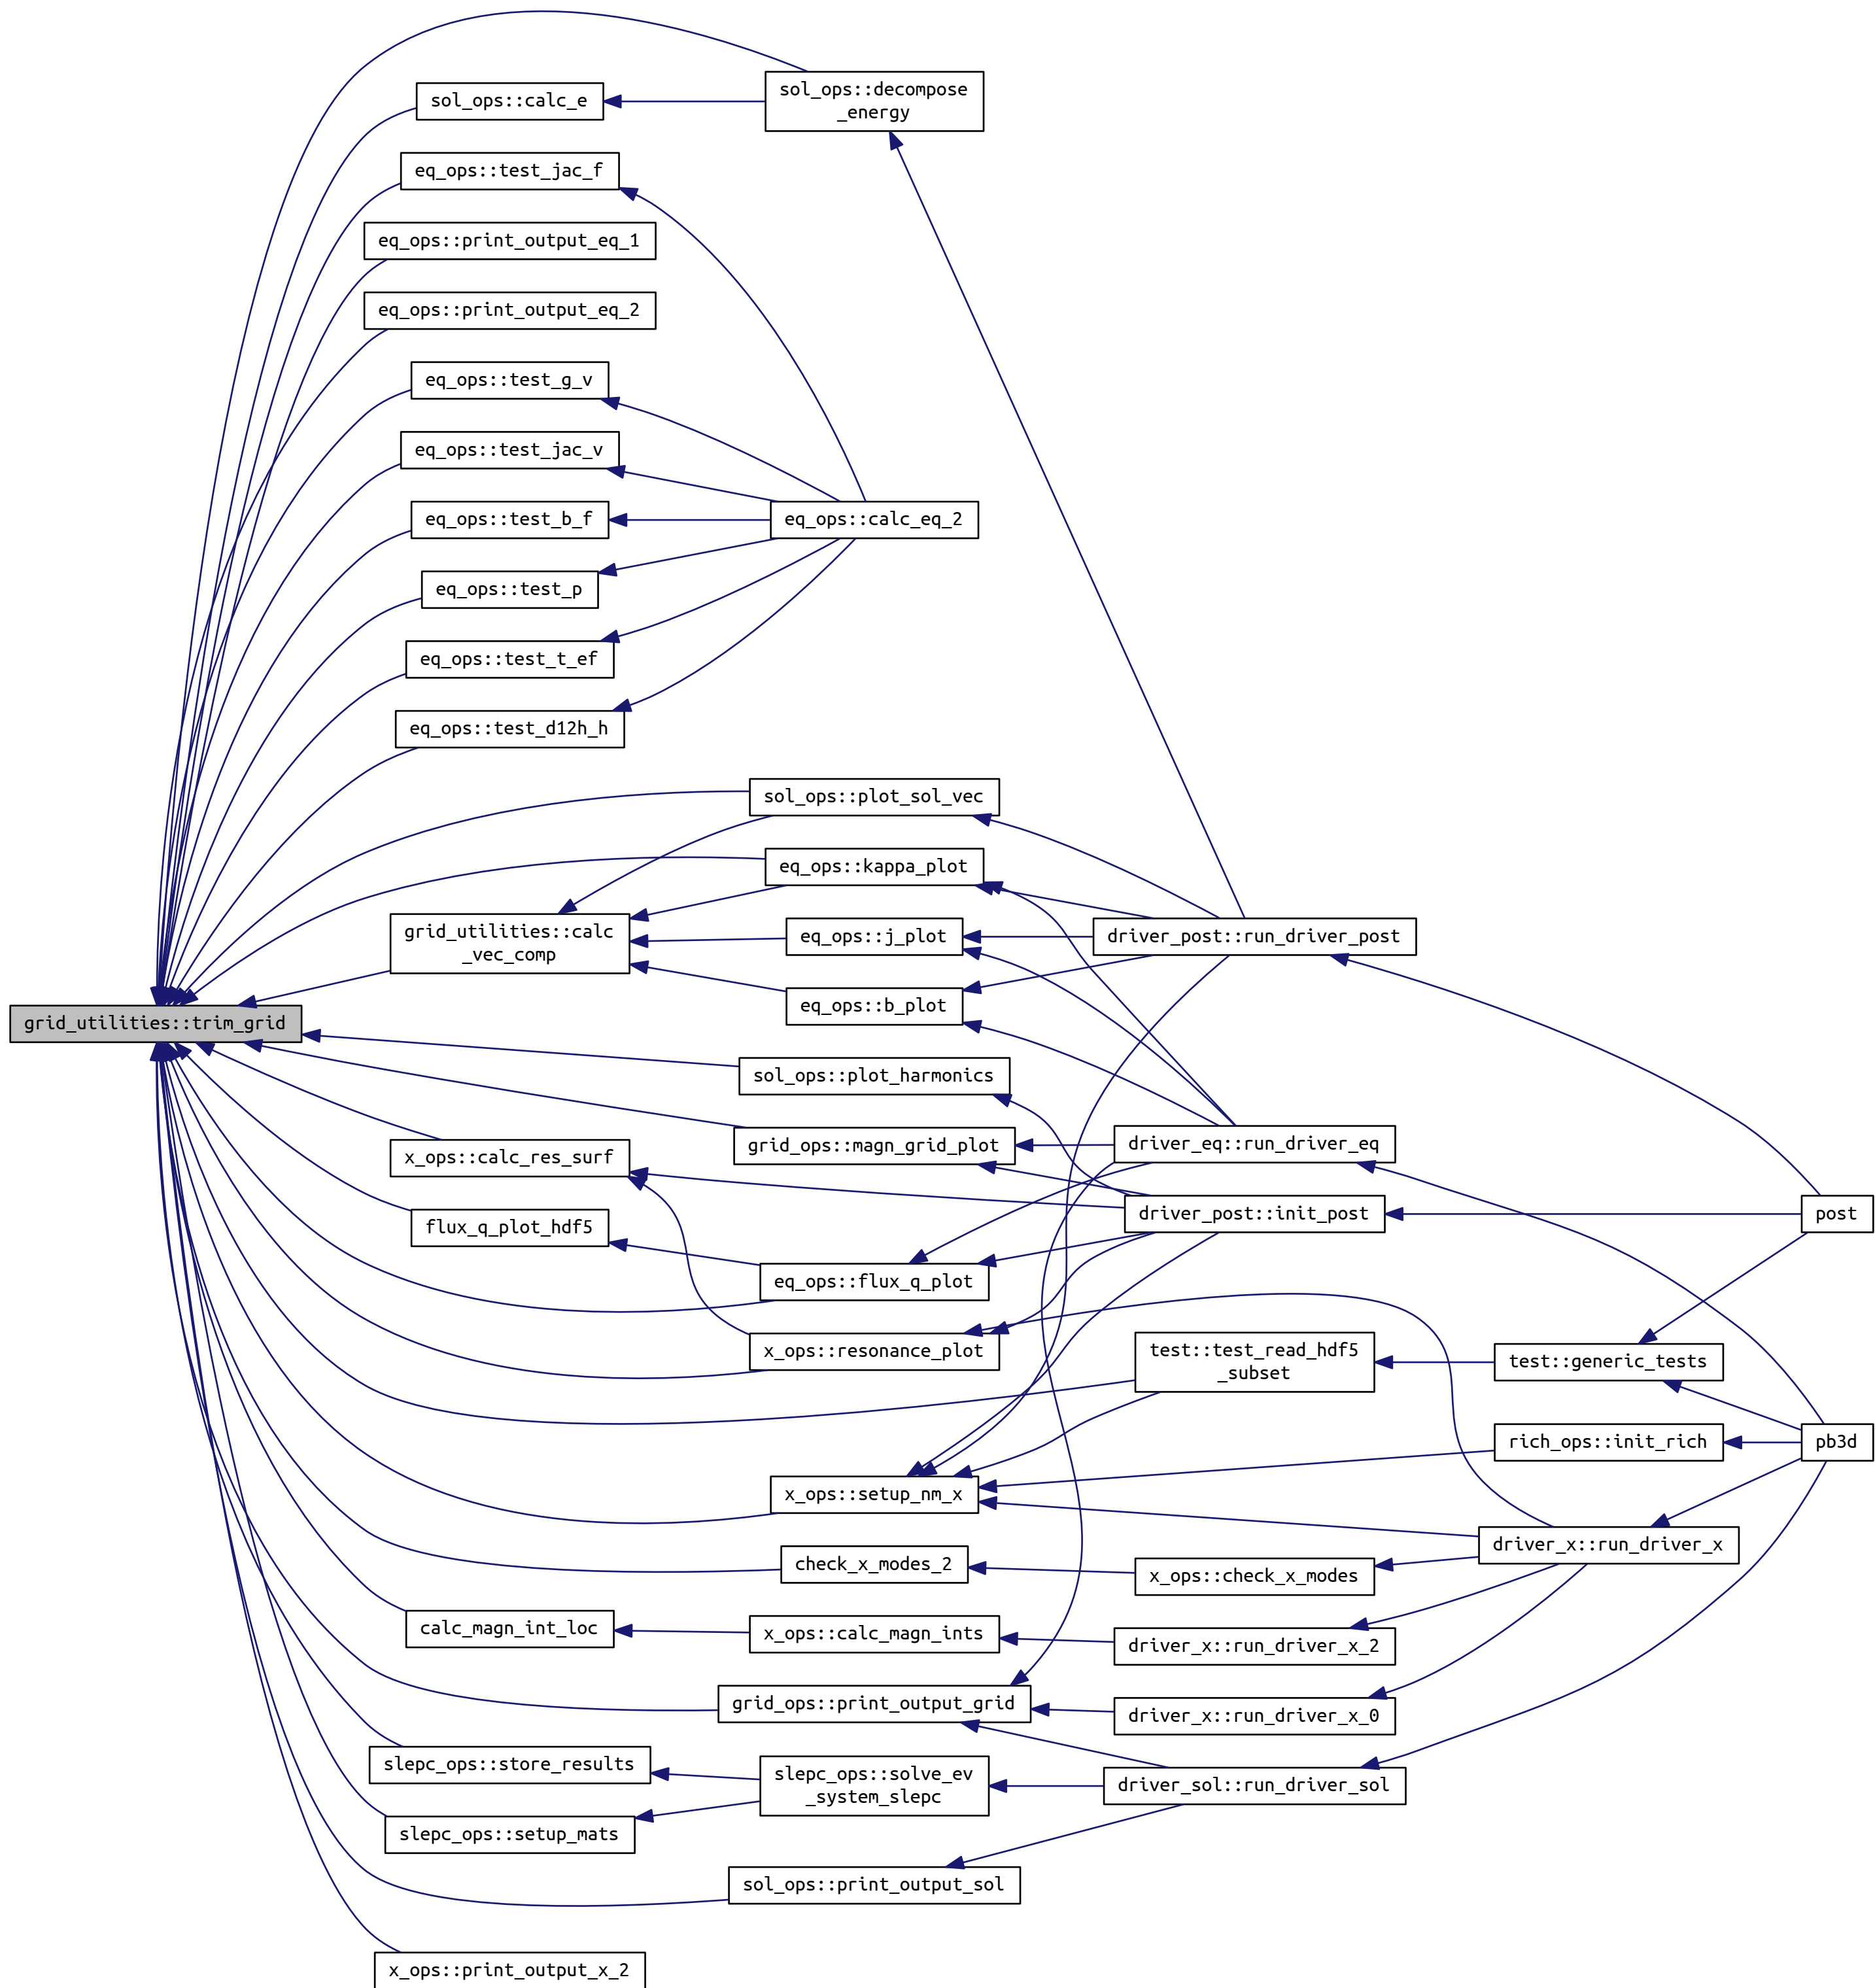 sol_ops::decompose
_energy
sol_ops::calc_e
eq_ops::test_jac_f
eq_ops::print_output_eq_1
eq_ops::print_output_eq_2
eq_ops::test_g_v
eq_ops::test_jac_v
eq_ops::test_b_f
eq_ops::calc_eq_2
eq_ops::test_p
eq_ops::test_t_ef
eq_ops::test_d12h_h
sol_ops::plot_sol_vec
eq_ops::kappa_plot
grid_utilities::calc
_vec_comp
eq_ops::j_plot
driver_post::run_driver_post
eq_ops::b_plot
grid_utilities::trim_grid
sol_ops::plot_harmonics
grid_ops::magn_grid_plot
driver_eq::run_driver_eq
x_ops::calc_res_surf
driver_post::init_post
post
flux_q_plot_hdf5
eq_ops::flux_q_plot
x_ops::resonance_plot
test::test_read_hdf5
_subset
test::generic_tests
rich_ops::init_rich
pb3d
x_ops::setup_nm_x
driver_x::run_driver_x
check_x_modes_2
x_ops::check_x_modes
calc_magn_int_loc
x_ops::calc_magn_ints
driver_x::run_driver_x_2
grid_ops::print_output_grid
driver_x::run_driver_x_0
slepc_ops::store_results
slepc_ops::solve_ev
_system_slepc
driver_sol::run_driver_sol
slepc_ops::setup_mats
sol_ops::print_output_sol
x_ops::print_output_x_2